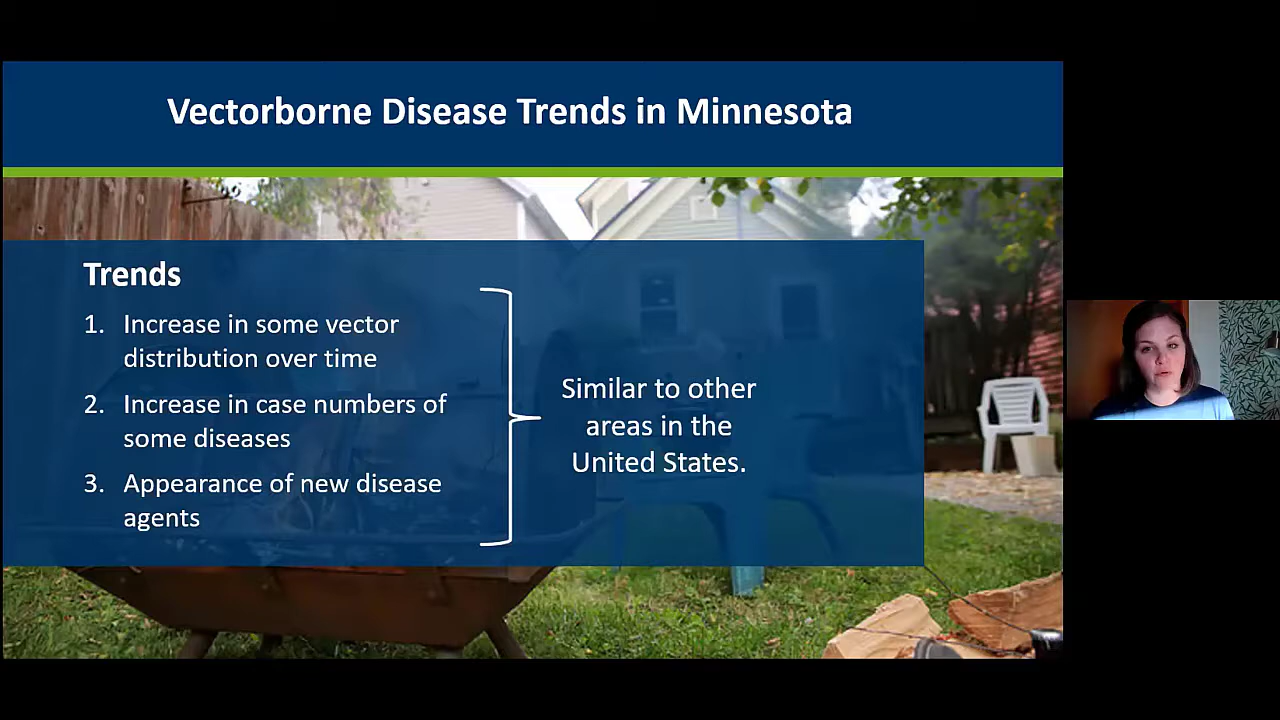 Vectorborne Disease Trends in Minnesota
Trends
1. Increase in some vector
distribution over time
2. Increase in case numbers of
some diseases
3. Appearance of new disease
agents
Similar to other
areas in the
United States.